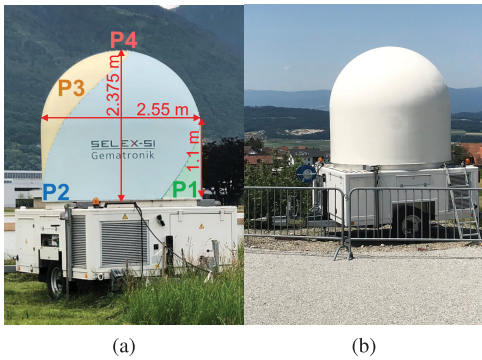 P4
P3
2.375 m
2.55 m
1.1 m
SELEX-SI
Gematronik
P2
P1
(a)
(b)